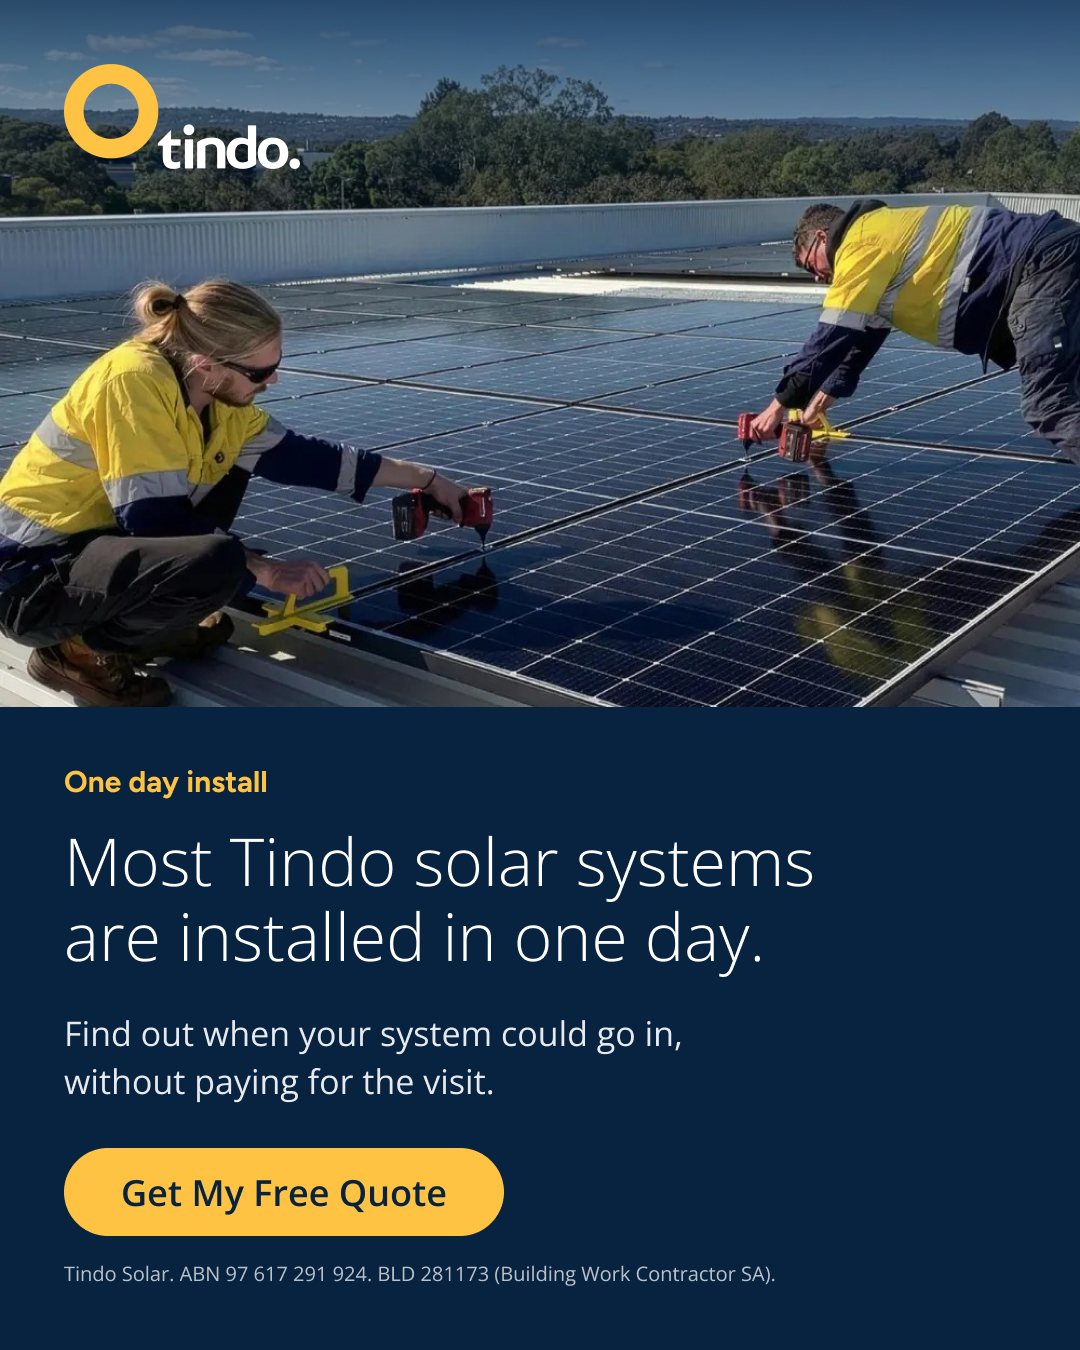 tindo.
One day install
Most Tindo solar systems
are installed in one day.
Find out when your system could go in,
without paying for the visit.
Get My Free Quote
Tindo Solar. ABN 97 617 291 924. BLD 281173 (Building Work Contractor SA).